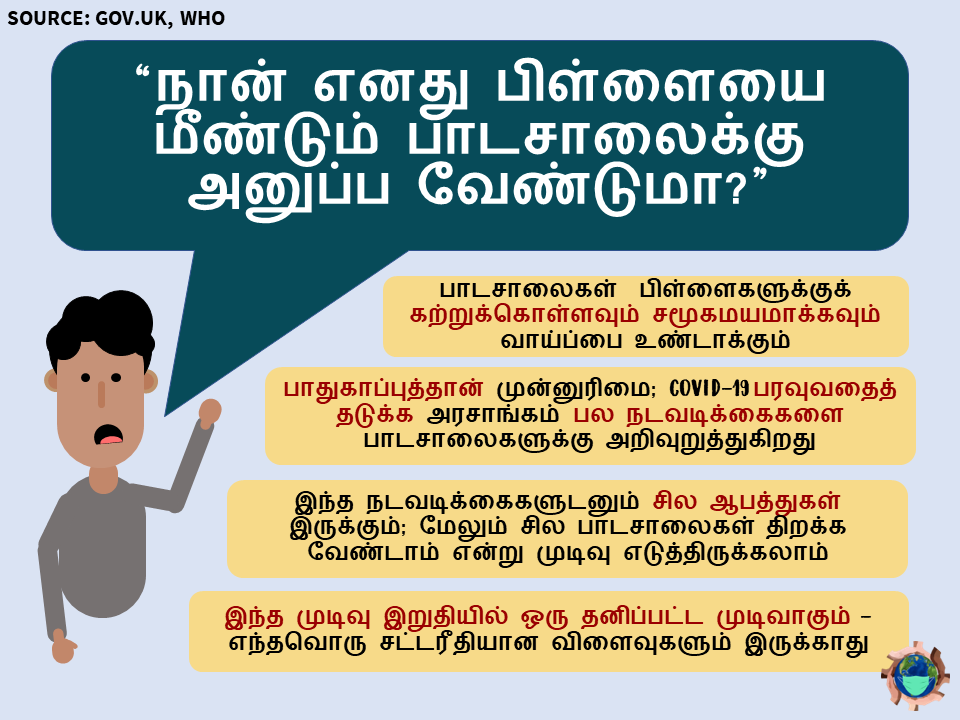 SOURCE: GOV.UK, WHO
“நான் எனது பிள்ளையை
மீண்டும் பாடசாலைக்கு
அனுப்ப வேண்டுமா?”
பாடசாலைகள் பிள்ளைகளுக்குக்
கற்றுக்கொள்ளவும் சமூகமயமாக்கவும்
வாய்ப்பை உண்டாக்கும்
பாதுகாப்புத்தான் முன்னுரிமை; COVID-19 பரவுவதைத்
தடுக்க அரசாங்கம் பல நடவடிக்கைகளை
பாடசாலைகளுக்கு அறிவுறுத்துகிறது
இந்த நடவடிக்கைகளுடனும் சில ஆபத்துகள்
இருக்கும்; மேலும் சில பாடசாலைகள் திறக்க
வேண்டாம் என்று முடிவு எடுத்திருக்கலாம்
இந்த முடிவு இறுதியில் ஒரு தனிப்பட்ட முடிவாகும் –
எந்தவொரு சட்டரீதியான விளைவுகளும் இருக்காது